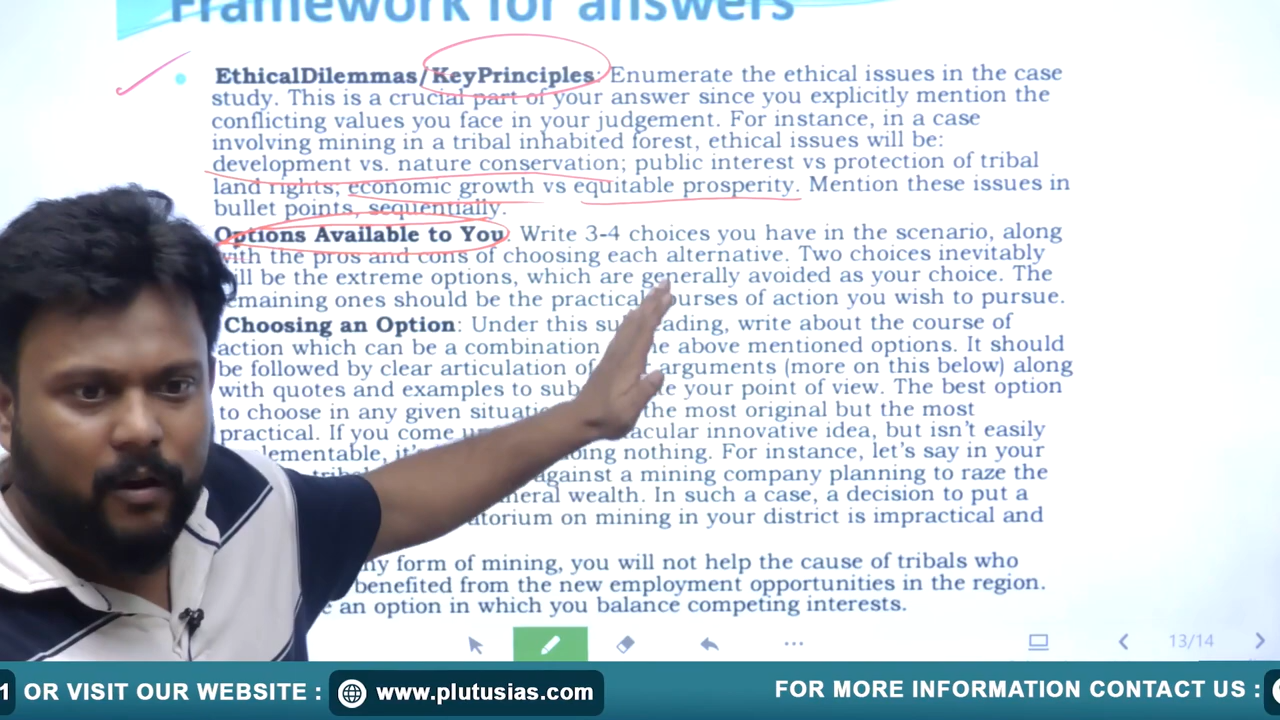 Framework for answers
EthicalDilemmas/KeyPrinciples: Enumerate the ethical issues in the case
study. This is a crucial part of your answer since you explicitly mention the
conflicting values you face in your judgement. For instance, in a case
involving mining in a tribal inhabited forest, ethical issues will be:
development vs. nature conservation; public interest vs protection of tribal
land rights; economic growth vs equitable prosperity. Mention these issues in
bullet points, sequentially.
Options Available to You: Write 3-4 choices you have in the scenario, along
with the pros and cons of choosing each alternative. Two choices inevitably
be the extreme options, which are generally avoided as your choice. The
remaining ones should be the practical courses of action you wish to pursue.
Choosing an Option: Under this write about the course of
action which can be a combination above mentioned options. It should
be followed by clear articulation of arguments (more on this below) along
with quotes and examples to your point of view. The best option
to choose in any given the most original but the most
practical. If you come innovative idea, but isn't easily
nothing. For instance, let's say in your
against a mining company planning to raze the
wealth. In such a case, a decision to put a
on mining in your district is impractical and
form of mining, you will not help the cause of tribals who
benefited from the new employment opportunities in the region.
an option in which you balance competing interests.
13/14
1 OR VISIT OUR WEBSITE : www.plutusias.com FOR MORE INFORMATION CONTACT US :